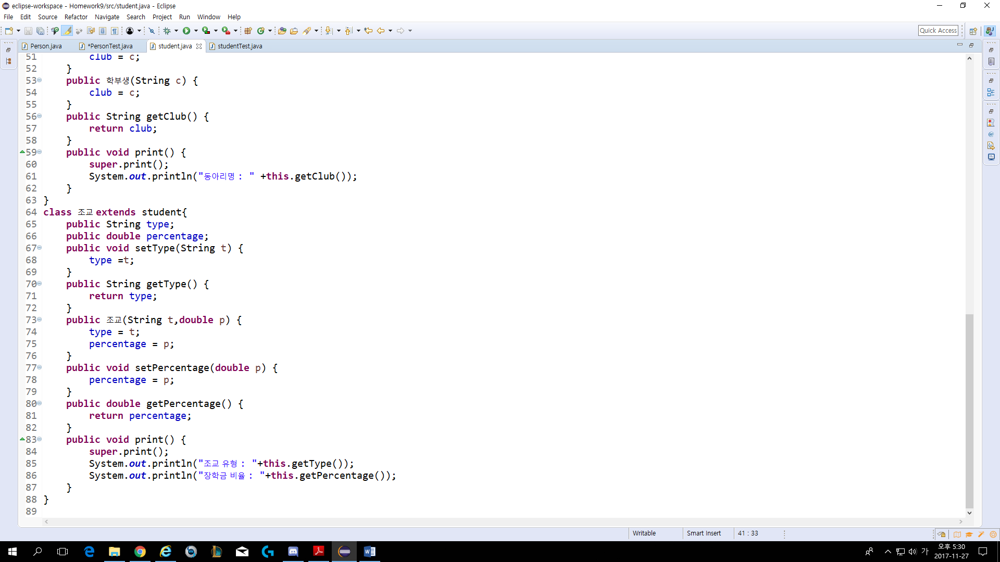 eclipse-workspace - Homework9/src/student.java - Eclipse
File Edit Source Refactor Navigate Search Project Run Window Help
Quick Access
Person.java *PersonTest.java student.java studentTest.java
51 club = c;
52 }
53 public 학부생(String c) {
54 club = c;
55 }
56 public String getClub() {
57 return club;
58 }
59 public void print() {
60 super.print();
61 System.out.println("동아리명 : " +this.getClub());
62 }
63 }
64 class 조교 extends student{
65 public String type;
66 public double percentage;
67 public void setType(String t) {
68 type =t;
69 }
70 public String getType() {
71 return type;
72 }
73 public 조교(String t,double p) {
74 type = t;
75 percentage = p;
76 }
77 public void setPercentage(double p) {
78 percentage = p;
79 }
80 public double getPercentage() {
81 return percentage;
82 }
83 public void print() {
84 super.print();
85 System.out.println("조교 유형 : "+this.getType());
86 System.out.println("장학금 비율 : "+this.getPercentage());
87 }
88 }
89
Writable Smart Insert 41 : 33
가 오후 5:30
2017-11-27